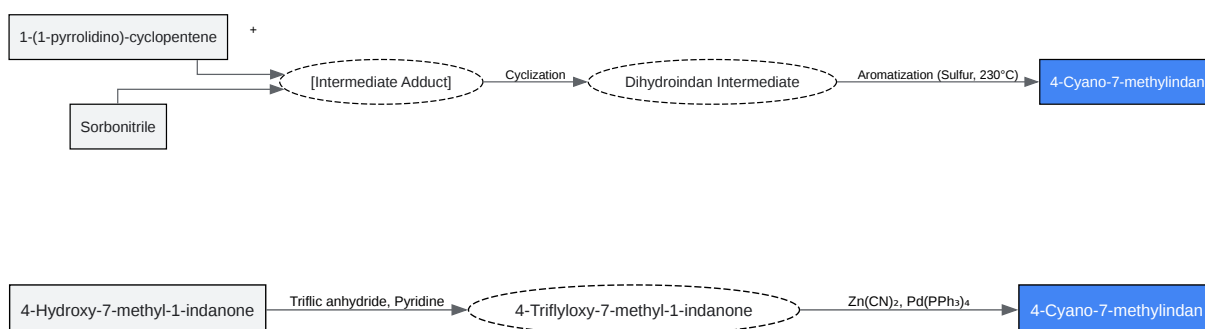 1-(1-pyrrolidino)-cyclopentene
+
Sorbonitrile
[Intermediate Adduct]
Cyclization
Dihydroindan Intermediate
Aromatization (Sulfur, 230°C)
4-Cyano-7-methylindan
4-Hydroxy-7-methyl-1-indanone
Triflic anhydride, Pyridine
4-Triflyloxy-7-methyl-1-indanone
Zn(CN)₂, Pd(PPh₃)₄
4-Cyano-7-methylindan